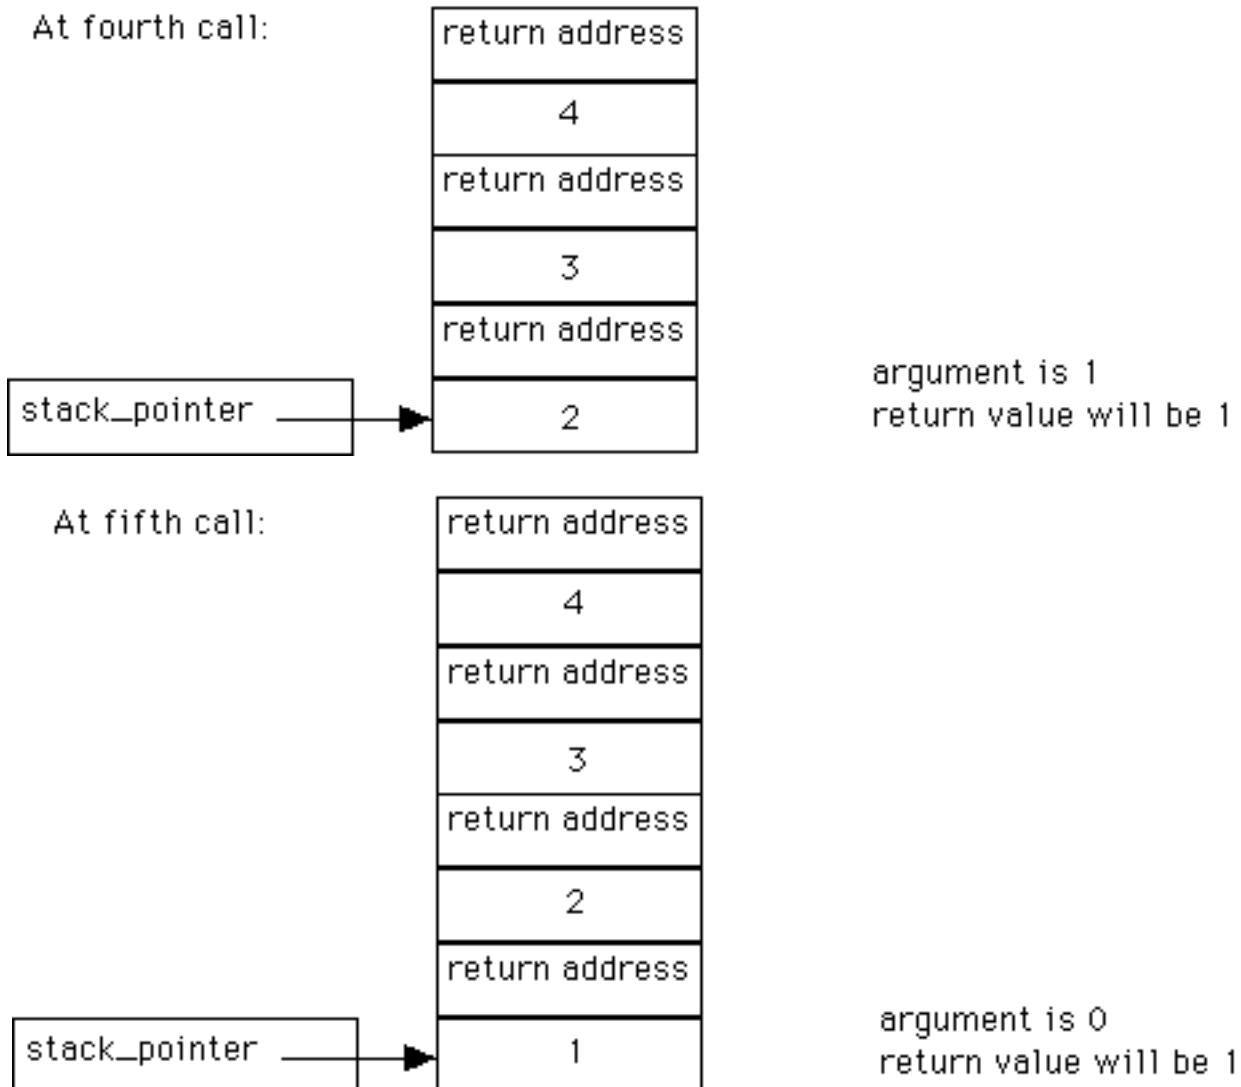 At fourth call:
return address
4
return address
3
return address
stack_pointer
2
argument is 1
return value will be 1
At fifth call:
return address
4
return address
3
return address
2
return address
stack_pointer
1
argument is 0
return value will be 1